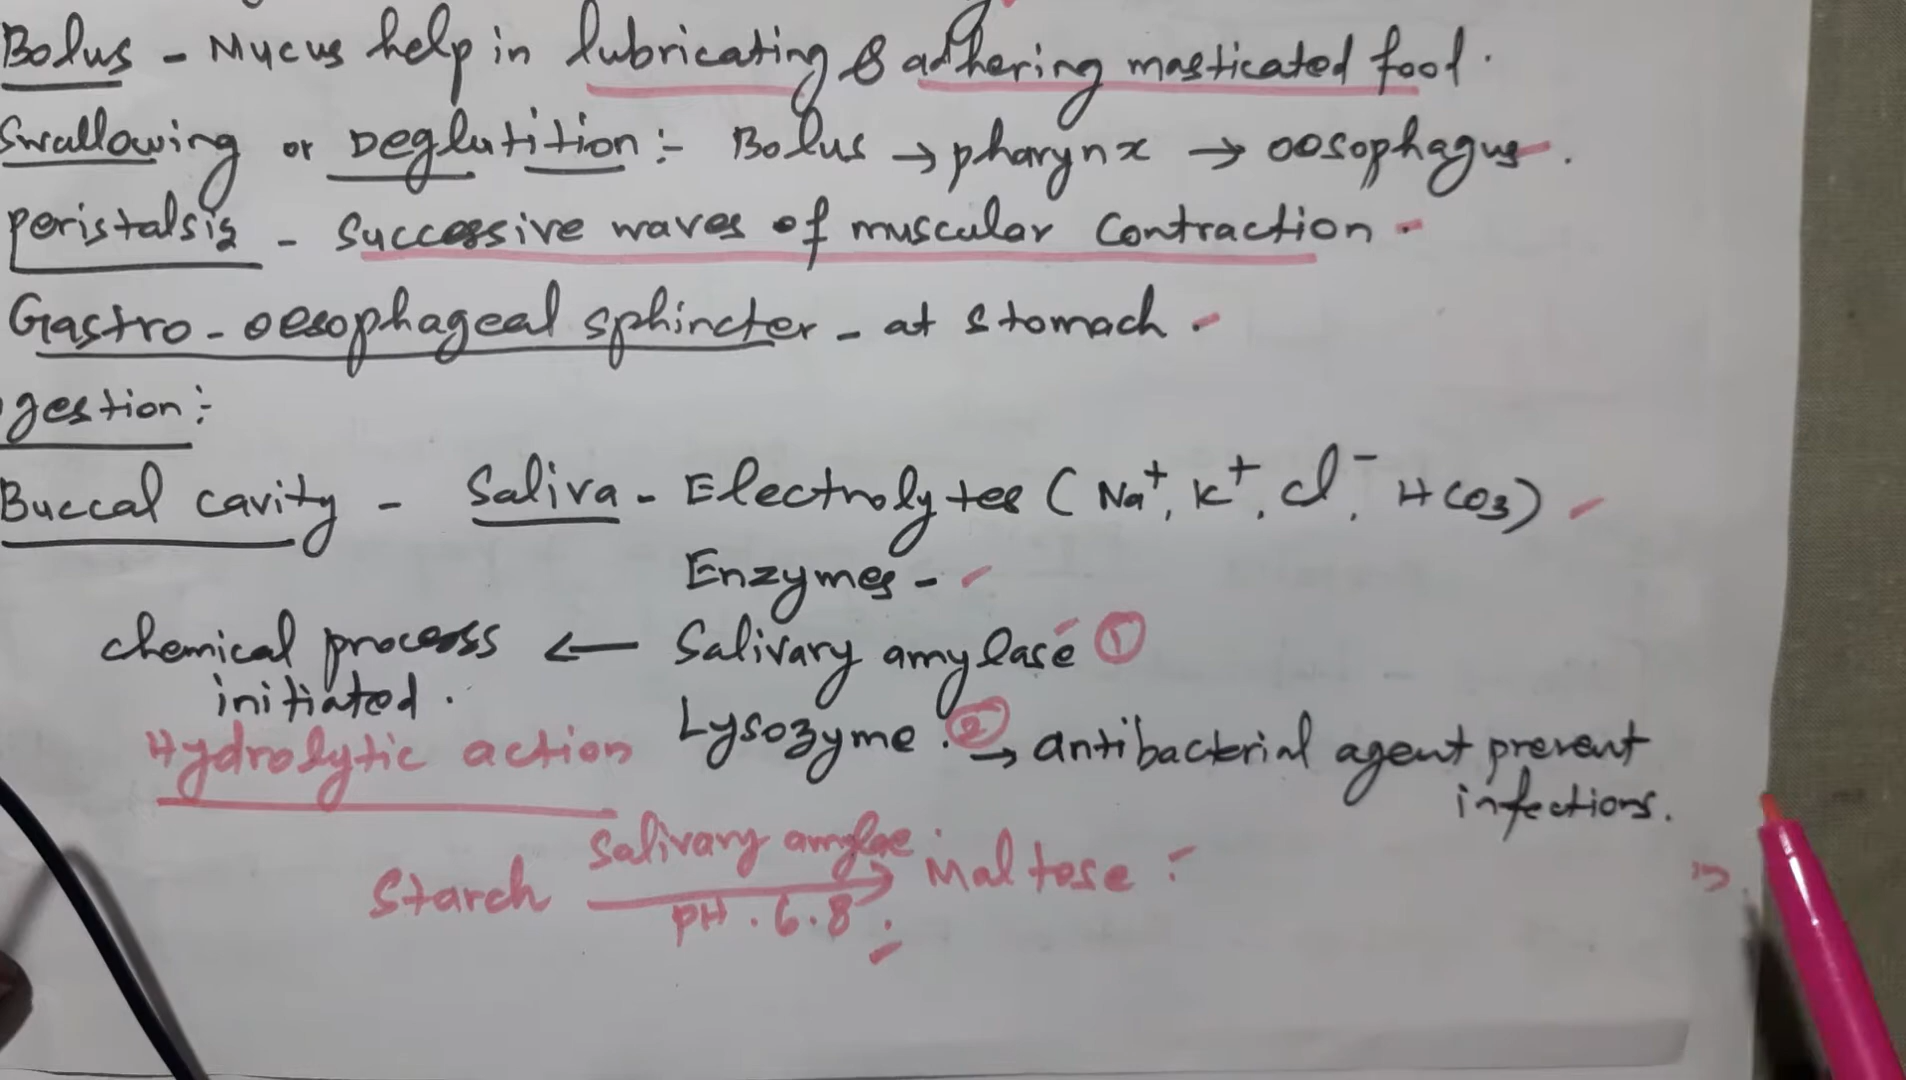 Bolus - Mucus help in lubricating & adhering masticated food.
Swallowing or Deglutition :- Bolus → pharynx → oesophagus.
Peristalsis - Successive waves of muscular contraction -
Gastro-oesophageal sphincter - at stomach.
gestion :-
Buccal cavity - Saliva - Electrolytes (Na⁺, K⁺, Cl⁻, HCO3)
Enzymes -
chemical process ← Salivary amylase ①
initiated.
Lysozyme. ② → antibacterial agent prevent
infections.
Hydrolytic action
Salivary amylae
Starch → Maltose :
pH. 6.8